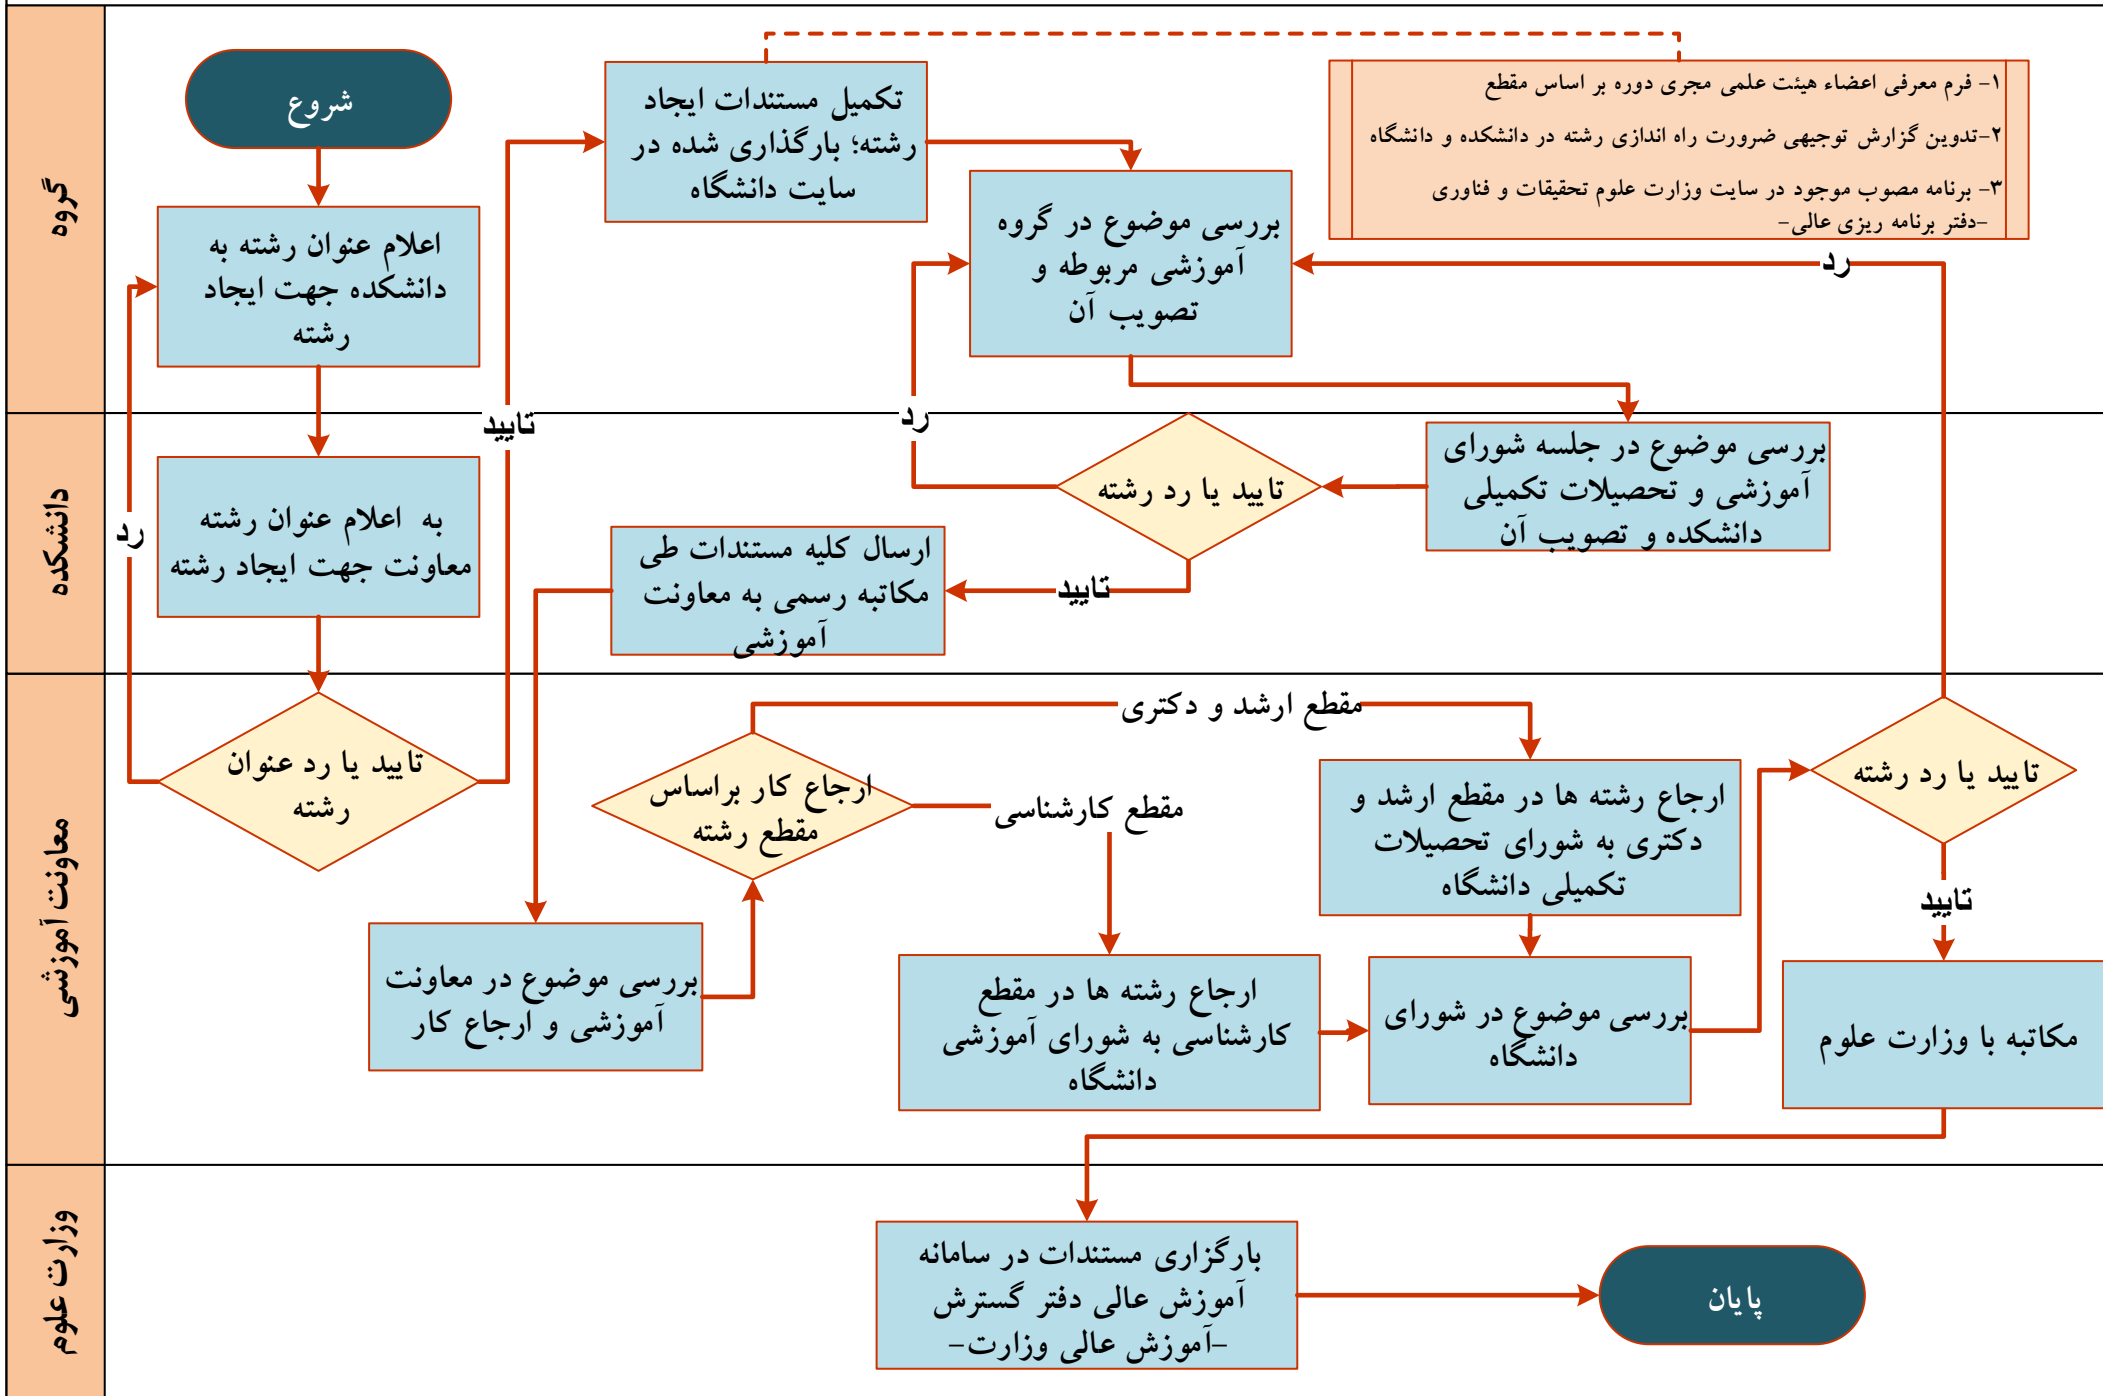 گروه
شروع
اعلام عنوان رشته به
دانشکده جهت ایجاد
رشته
تکمیل مستندات ایجاد
رشته؛ بارگذاری شده در
سایت دانشگاه
۱- فرم معرفی اعضاء هیئت علمی مجری دوره بر اساس مقطع
۲-تدوین گزارش توجیهی ضرورت راه اندازی رشته در دانشکده و دانشگاه
۳- برنامه مصوب موجود در سایت وزارت علوم تحقیقات و فناوری
-دفتر برنامه ریزی عالی-
بررسی موضوع در گروه
آموزشی مربوطه و
تصویب آن
رد
تایید
رد
دانشکده
رد
به اعلام عنوان رشته
معاونت جهت ایجاد رشته
بررسی موضوع در جلسه شورای
آموزشی و تحصیلات تکمیلی
دانشکده و تصویب آن
تایید یا رد رشته
تایید
ارسال کلیه مستندات طی
مکاتبه رسمی به معاونت
آموزشی
معاونت آموزشی
تایید یا رد عنوان
رشته
بررسی موضوع در معاونت
آموزشی و ارجاع کار
ارجاع کار براساس
مقطع رشته
مقطع ارشد و دکتری
مقطع کارشناسی
ارجاع رشته ها در مقطع ارشد و
دکتری به شورای تحصیلات
تکمیلی دانشگاه
ارجاع رشته ها در مقطع
کارشناسی به شورای آموزشی
دانشگاه
بررسی موضوع در شورای
دانشگاه
تایید یا رد رشته
تایید
مکاتبه با وزارت علوم
وزارت علوم
بارگزاری مستندات در سامانه
آموزش عالی دفتر گسترش
-آموزش عالی وزارت-
پایان